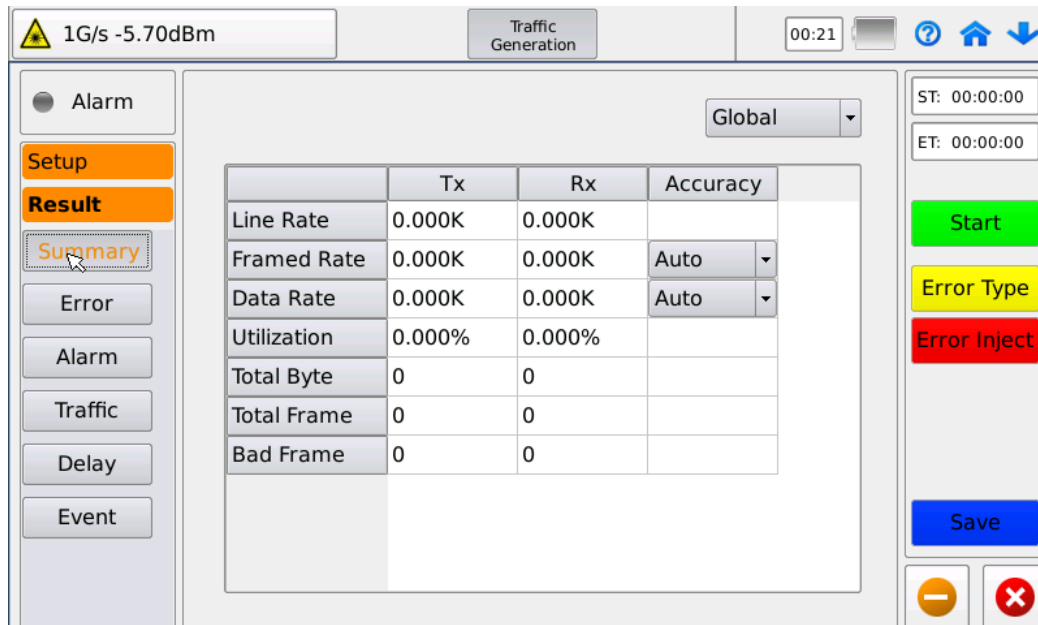 1G/s -5.70dBm
Traffic
Generation
00:21
Alarm
Global
ST: 00:00:00
ET: 00:00:00
Setup
Result
Summary
Error
Alarm
Traffic
Delay
Event
Tx Rx Accuracy
Line Rate 0.000K 0.000K
Framed Rate 0.000K 0.000K Auto
Data Rate 0.000K 0.000K Auto
Utilization 0.000% 0.000%
Total Byte 0 0
Total Frame 0 0
Bad Frame 0 0
Start
Error Type
Error Inject
Save